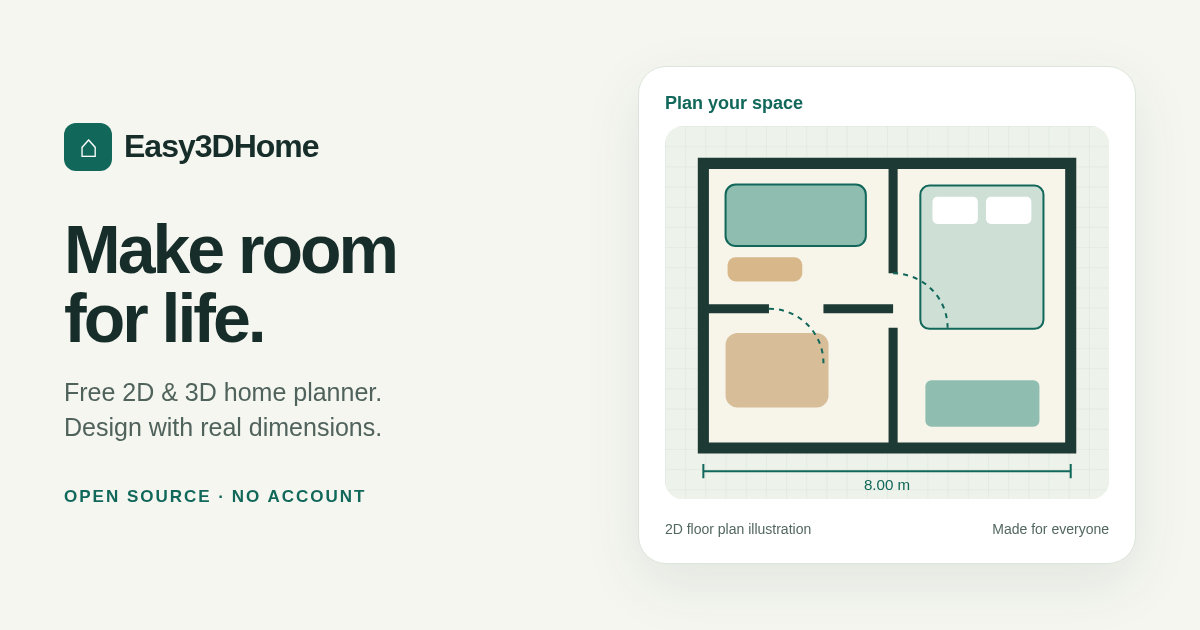 Easy3DHome
Make room
for life.
Free 2D & 3D home planner.
Design with real dimensions.
OPEN SOURCE · NO ACCOUNT
Plan your space
8.00 m
2D floor plan illustration
Made for everyone